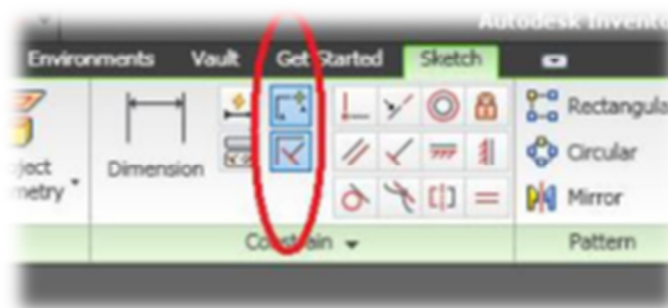 Autodesk Invent
Environments Vault Get Started Sketch
Rectangula
ject
metry
Dimension
Circular
Mirror
Constrain
Pattern